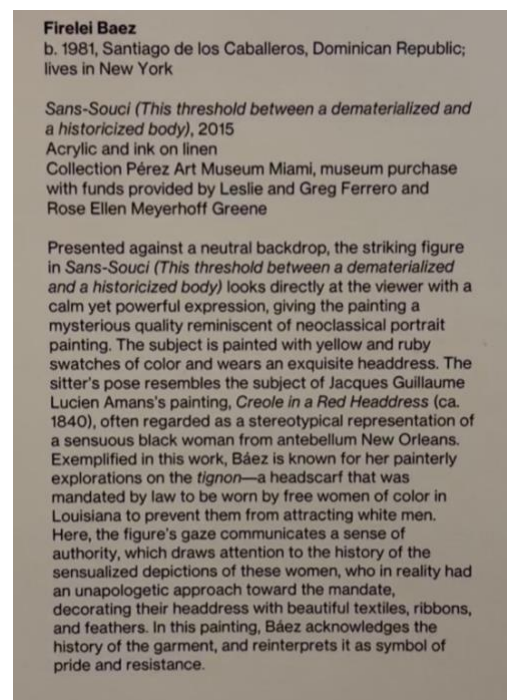 Firelei Baez
b. 1981, Santiago de los Caballeros, Dominican Republic;
lives in New York
Sans-Souci (This threshold between a dematerialized and
a historicized body), 2015
Acrylic and ink on linen
Collection Pérez Art Museum Miami, museum purchase
with funds provided by Leslie and Greg Ferrero and
Rose Ellen Meyerhoff Greene
Presented against a neutral backdrop, the striking figure
in Sans-Souci (This threshold between a dematerialized
and a historicized body) looks directly at the viewer with a
calm yet powerful expression, giving the painting a
mysterious quality reminiscent of neoclassical portrait
painting. The subject is painted with yellow and ruby
swatches of color and wears an exquisite headdress. The
sitter's pose resembles the subject of Jacques Guillaume
Lucien Amans's painting, Creole in a Red Headdress (ca.
1840), often regarded as a stereotypical representation of
a sensuous black woman from antebellum New Orleans.
Exemplified in this work, Báez is known for her painterly
explorations on the tignon—a headscarf that was
mandated by law to be worn by free women of color in
Louisiana to prevent them from attracting white men.
Here, the figure's gaze communicates a sense of
authority, which draws attention to the history of the
sensualized depictions of these women, who in reality had
an unapologetic approach toward the mandate,
decorating their headdress with beautiful textiles, ribbons,
and feathers. In this painting, Báez acknowledges the
history of the garment, and reinterprets it as symbol of
pride and resistance.